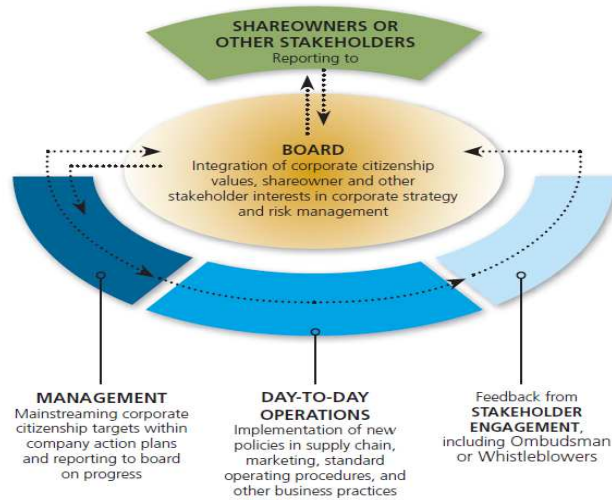 SHAREOWNERS OR
OTHER STAKEHOLDERS
Reporting to
BOARD
Integration of corporate citizenship
values, shareowner and other
stakeholder interests in corporate strategy
and risk management
MANAGEMENT
Mainstreaming corporate
citizenship targets within
company action plans
and reporting to board
on progress
DAY-TO-DAY
OPERATIONS
Implementation of new
policies in supply chain,
marketing, standard
operating procedures, and
other business practices
Feedback from
STAKEHOLDER
ENGAGEMENT,
including Ombudsman
or Whistleblowers